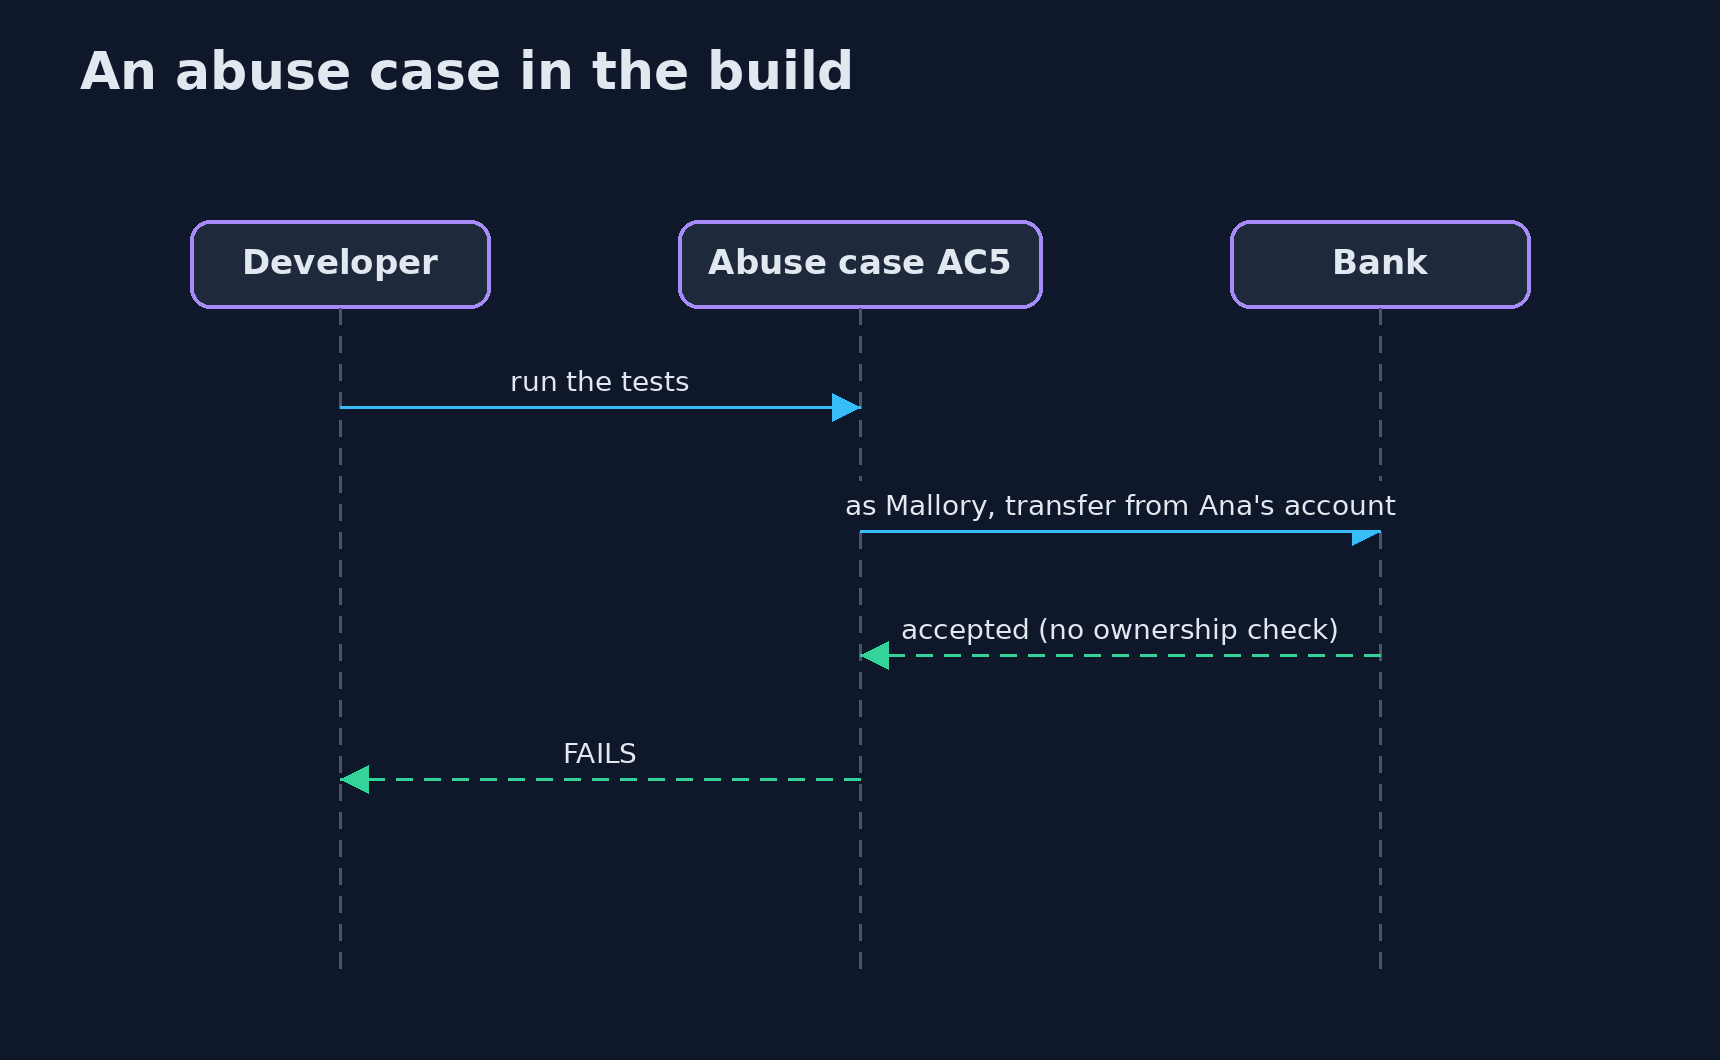 An abuse case in the build
Developer
Abuse case AC5
Bank
run the tests
as Mallory, transfer from Ana's account
accepted (no ownership check)
FAILS